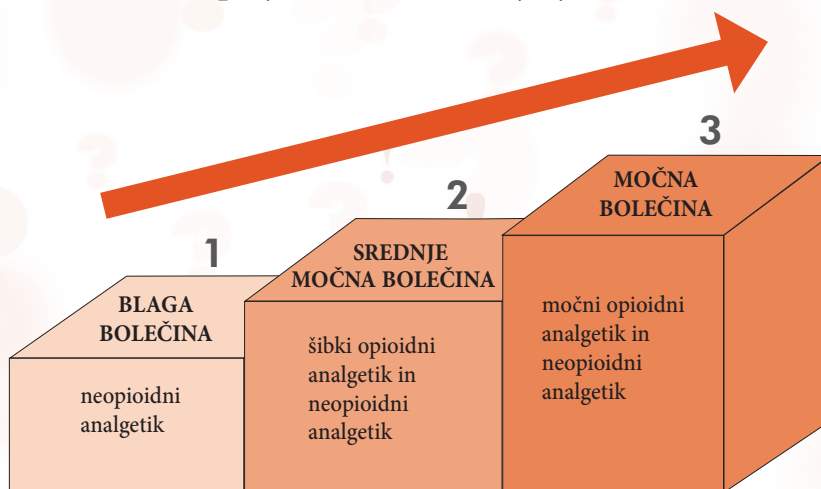 1
BLAGA
BOLEČINA
neopioidni
analgetik
2
SREDNJE
MOČNA BOLEČINA
šibki opioidni
analgetik in
neopioidni
analgetik
3
MOČNA
BOLEČINA
močni opioidni
analgetik in
neopioidni
analgetik